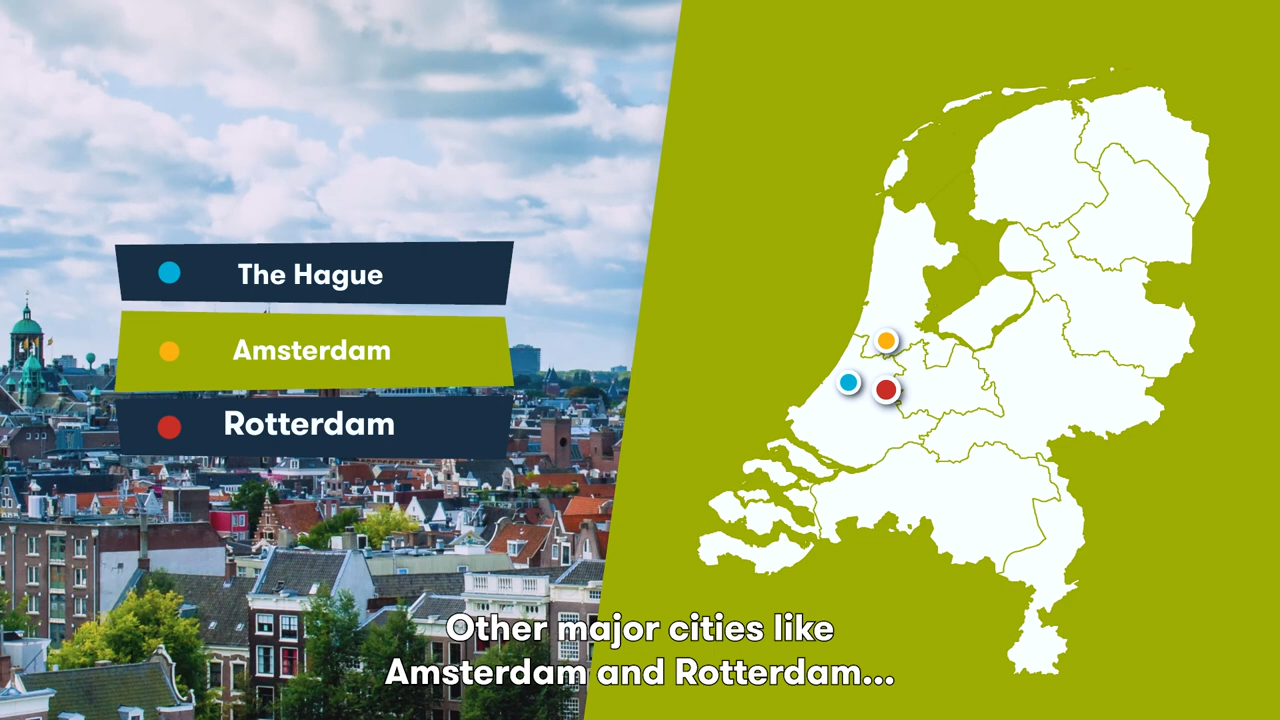 The Hague
Amsterdam
Rotterdam
Other major cities like
Amsterdam and Rotterdam...